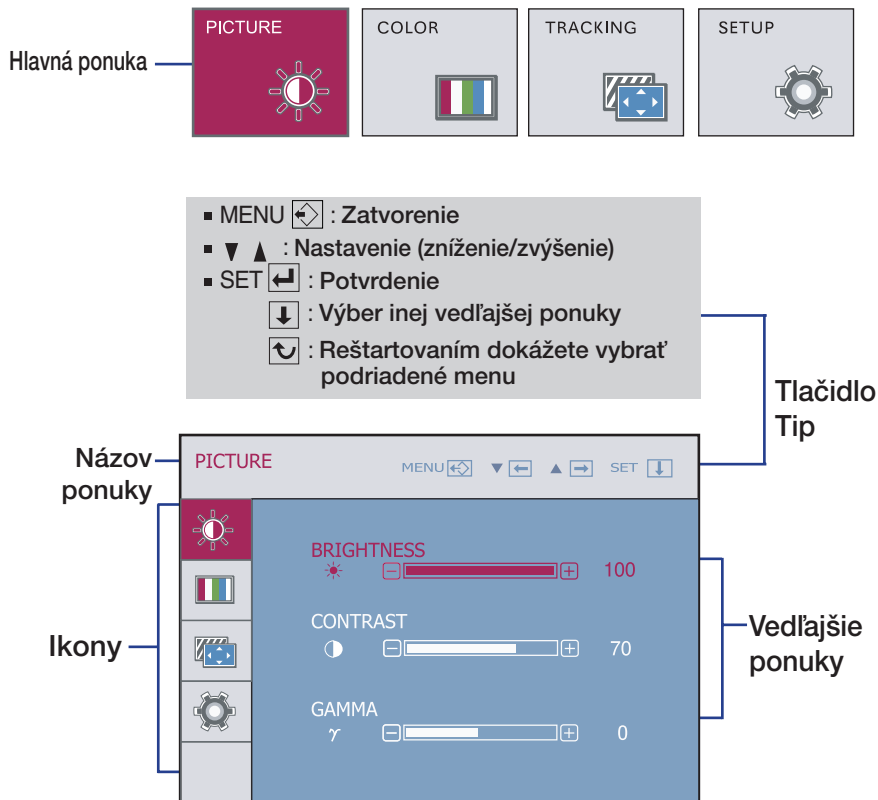 PICTURE
COLOR
TRACKING
SETUP
Hlavná ponuka
MENU : Zatvorenie
▼ ▲ : Nastavenie (zníženie/zvýšenie)
SET : Potvrdenie
: Výber inej vedľajšej ponuky
: Reštartovaním dokážete vybrať
podriadené menu
Tlačidlo
Tip
Názov
ponuky
PICTURE
MENU ▼ ▲ SET
BRIGHTNESS
100
CONTRAST
70
GAMMA
γ 0
Ikony
Vedľajšie
ponuky